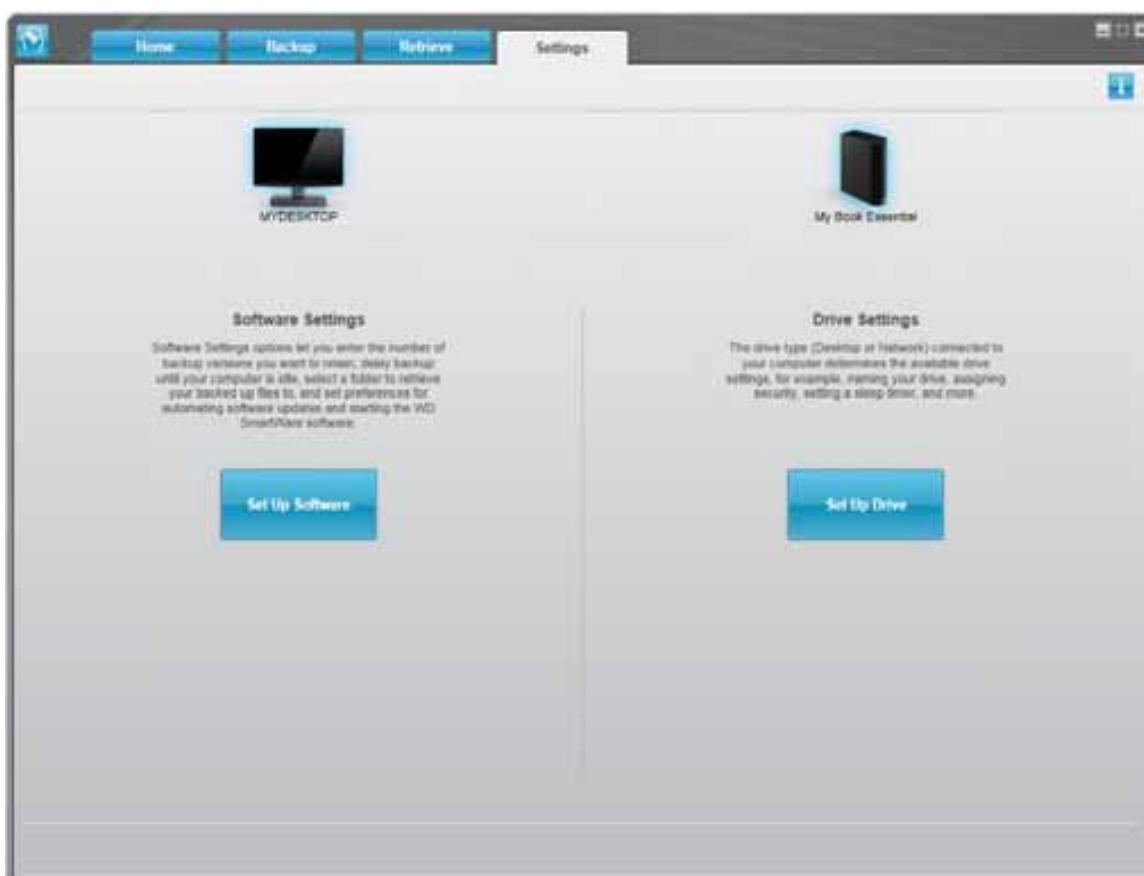 Home
Backup
Retrieve
Settings
MYDESKTOP
My Book Essential
Software Settings
Software Settings options let you enter the number of
backup versions you want to retain, delay backup
until your computer is idle, select a folder to retrieve
your backed up files to, and set preferences for
automating software updates and starting the WD
SmartWare software.
Set Up Software
Drive Settings
The drive type (Desktop or Network) connected to
your computer determines the available drive
settings, for example, naming your drive, assigning
security, setting a sleep timer, and more.
Set Up Drive